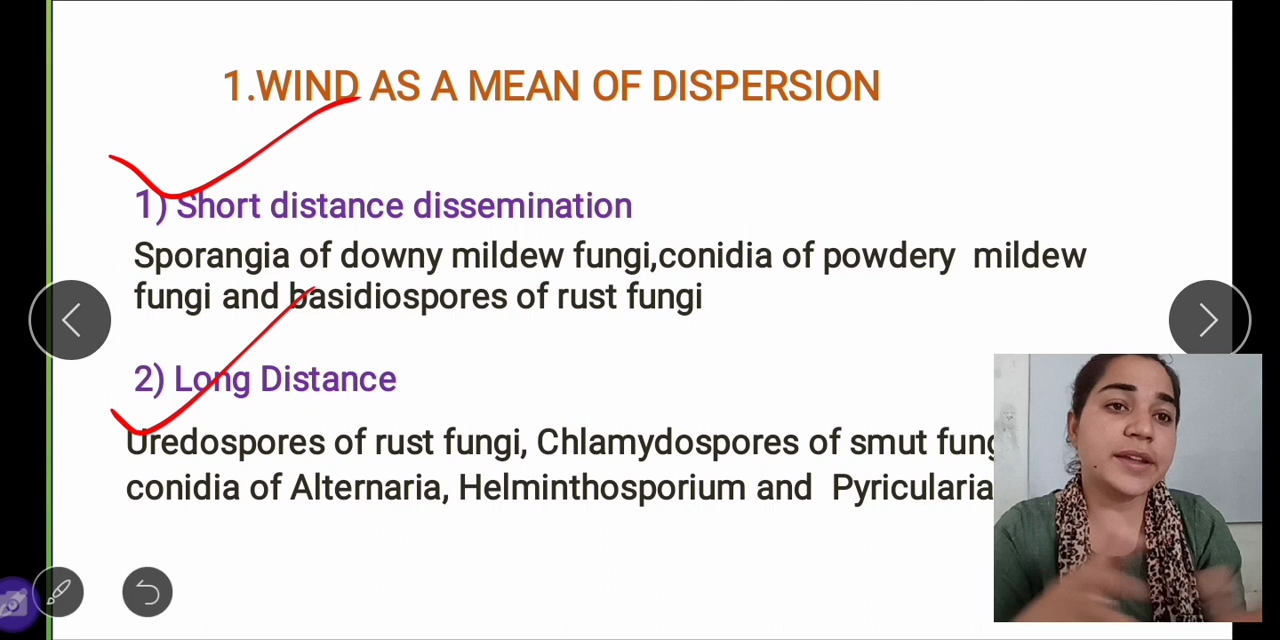 1.WIND AS A MEAN OF DISPERSION
1) Short distance dissemination
Sporangia of downy mildew fungi,conidia of powdery mildew
fungi and basidiospores of rust fungi
2) Long Distance
Uredospores of rust fungi, Chlamydospores of smut fung
conidia of Alternaria, Helminthosporium and Pyricularia